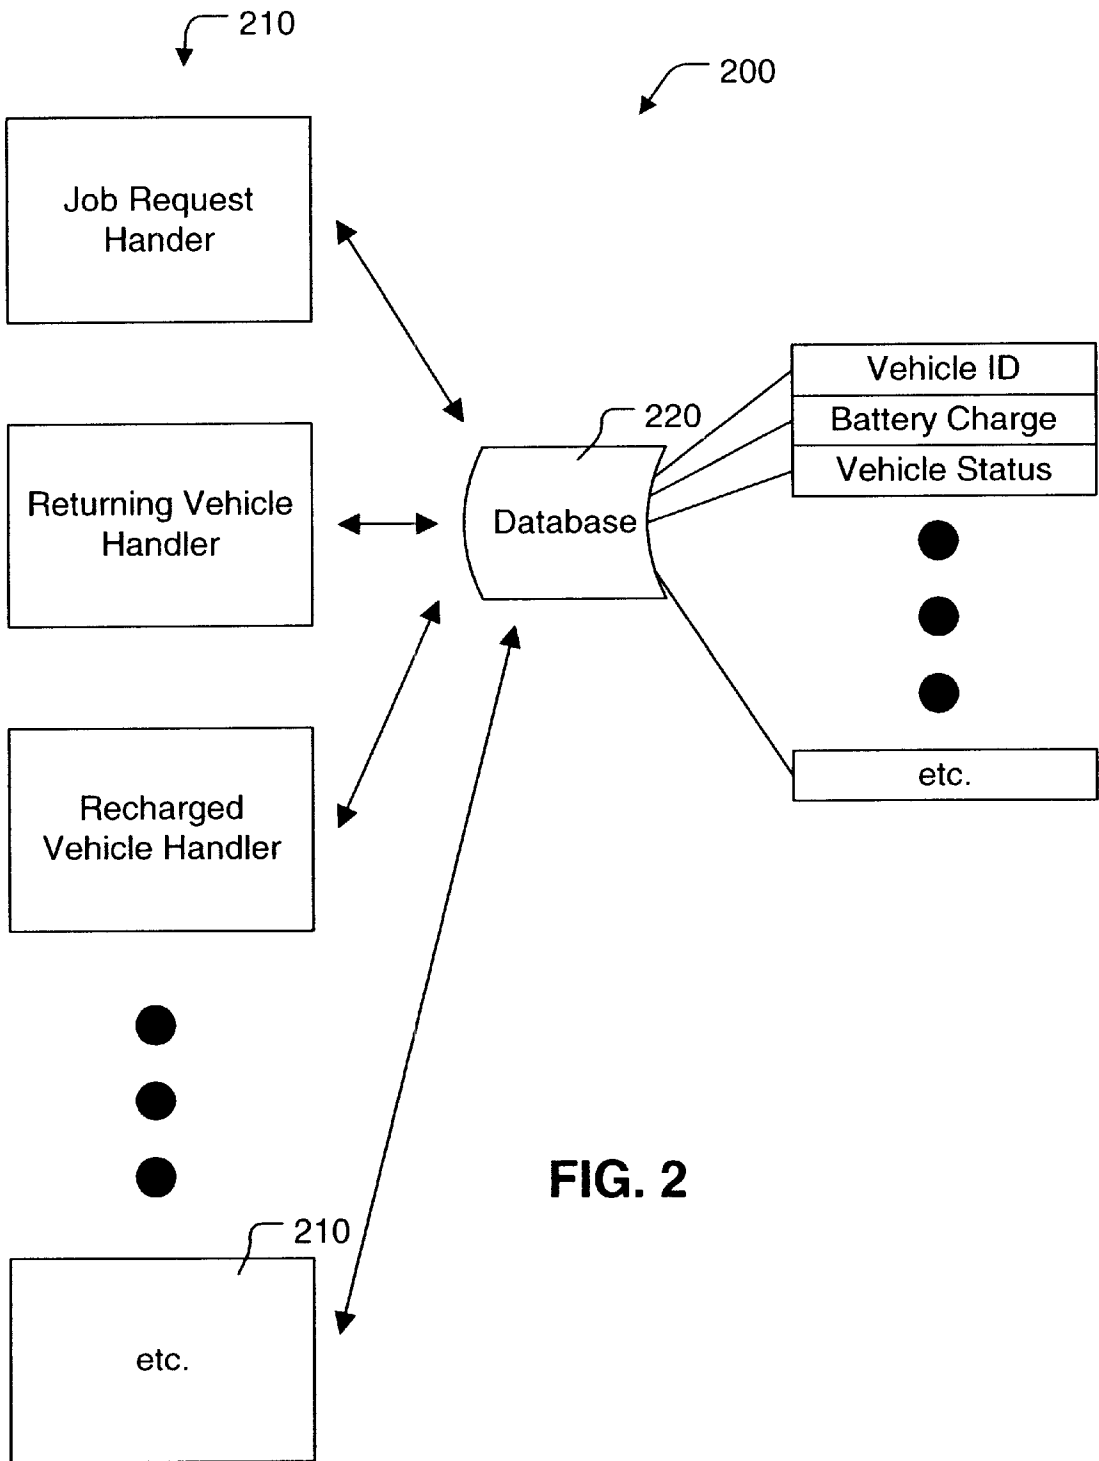 210
200
Job Request
Hander
Vehicle ID
Battery Charge
Vehicle Status
220
Returning Vehicle
Handler
Database
etc.
Recharged
Vehicle Handler
FIG. 2
210
etc.